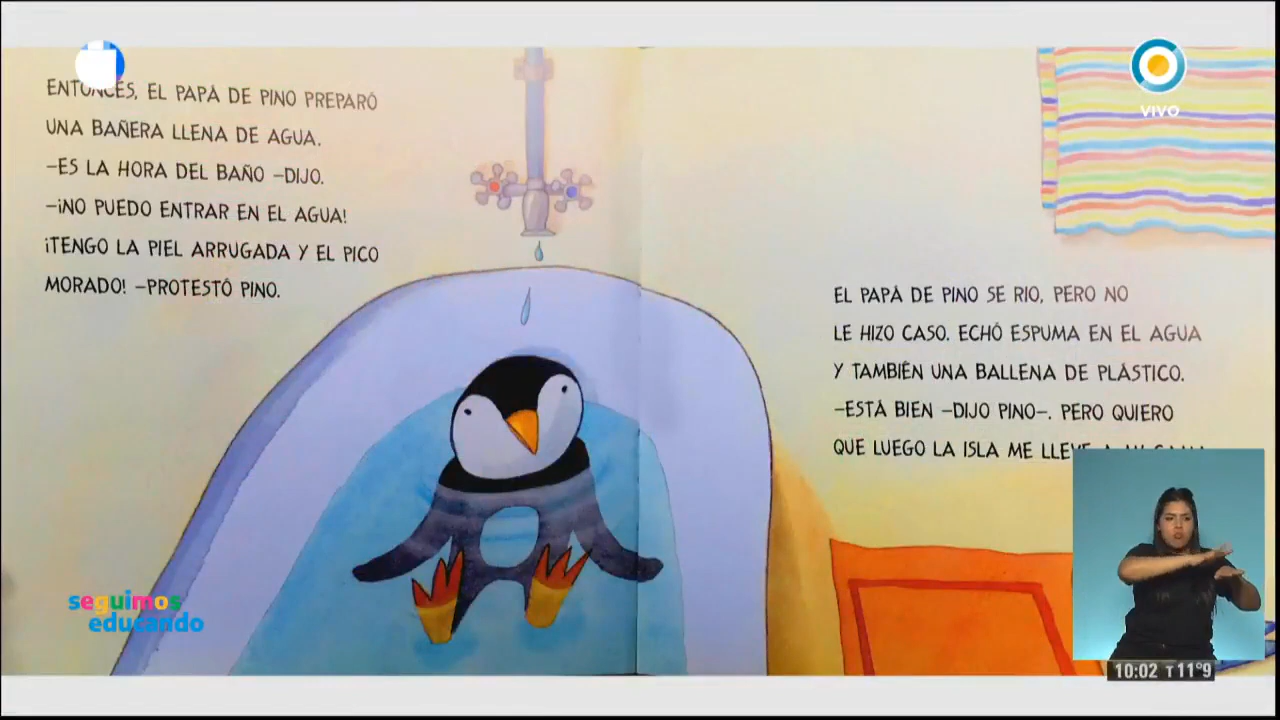 ENTONCES, EL PAPÁ DE PINO PREPARÓ
UNA BAÑERA LLENA DE AGUA.
–ES LA HORA DEL BAÑO –DIJO.
–¡NO PUEDO ENTRAR EN EL AGUA!
¡TENGO LA PIEL ARRUGADA Y EL PICO
MORADO! –PROTESTÓ PINO.
EL PAPÁ DE PINO SE RIO, PERO NO
LE HIZO CASO. ECHÓ ESPUMA EN EL AGUA
Y TAMBIÉN UNA BALLENA DE PLÁSTICO.
–ESTÁ BIEN –DIJO PINO–. PERO QUIERO
QUE LUEGO LA ISLA ME LLEVE A MI CAMA
VIVO
seguimos
educando
10:02 T 11°9